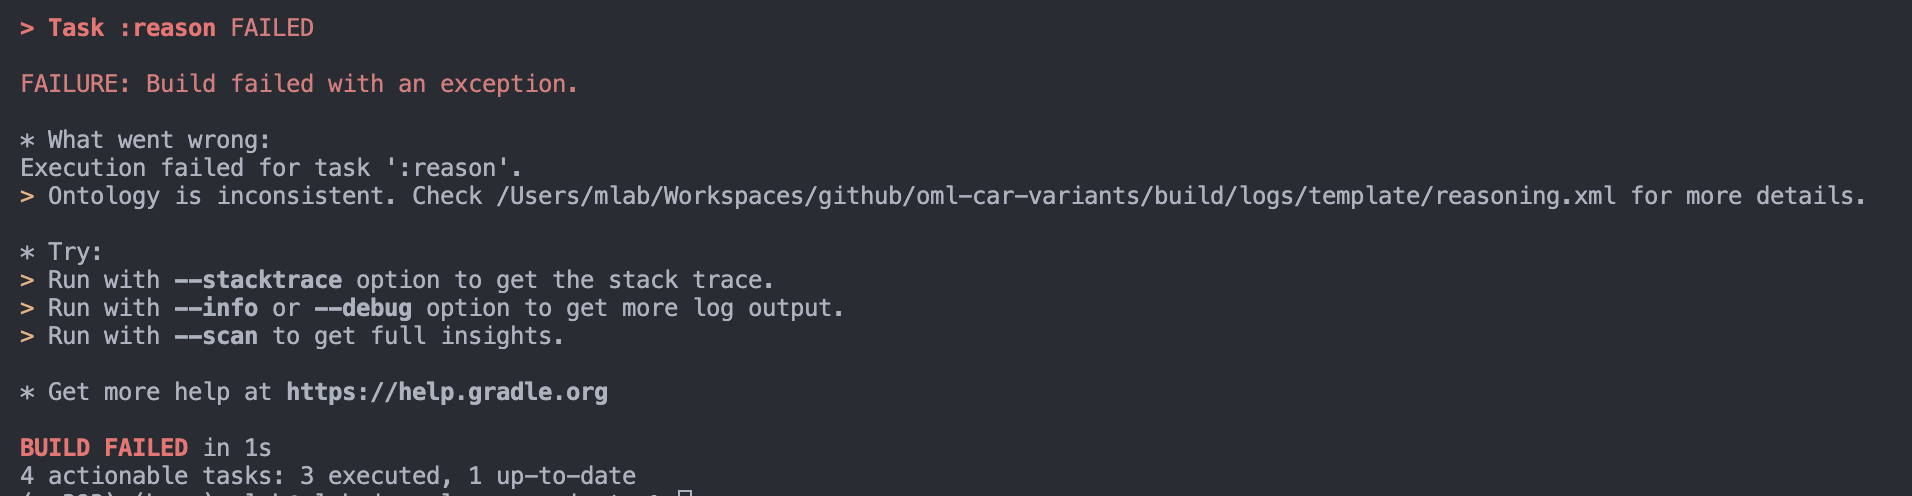 > Task :reason FAILED
FAILURE: Build failed with an exception.
* What went wrong:
Execution failed for task ':reason'.
> Ontology is inconsistent. Check /Users/mlab/Workspaces/github/oml-car-variants/build/logs/template/reasoning.xml for more details.
* Try:
> Run with --stacktrace option to get the stack trace.
> Run with --info or --debug option to get more log output.
> Run with --scan to get full insights.
* Get more help at https://help.gradle.org
BUILD FAILED in 1s
4 actionable tasks: 3 executed, 1 up-to-date